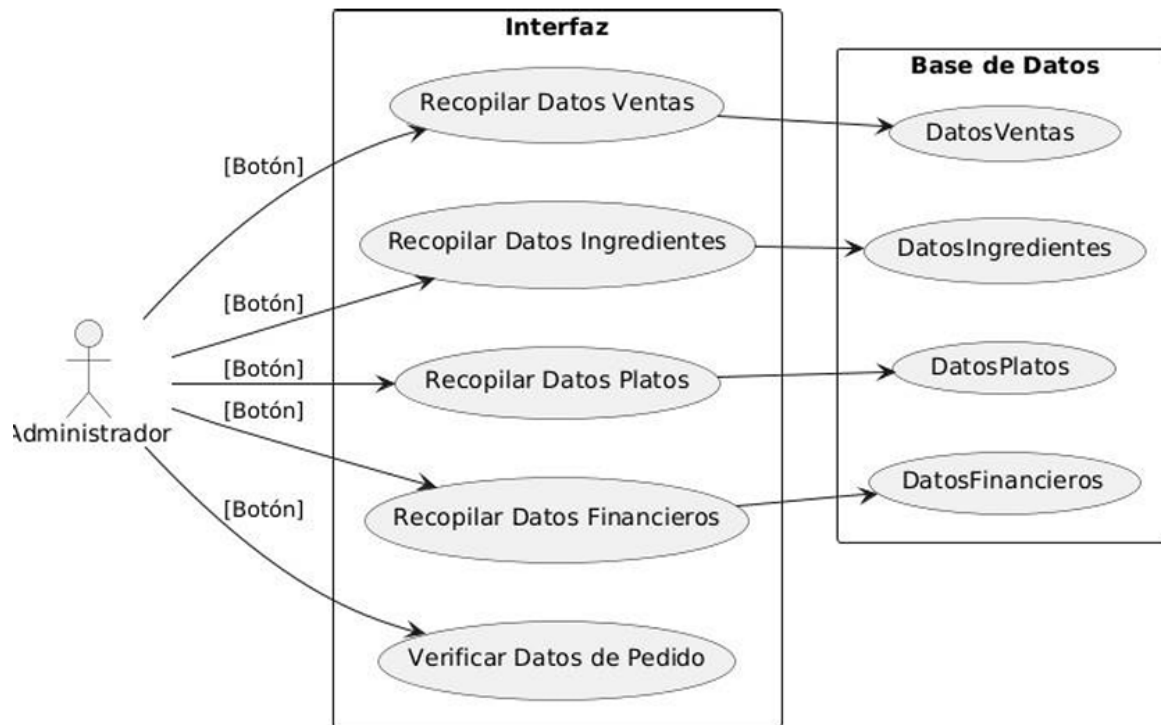 Interfaz
Base de Datos
Recopilar Datos Ventas
DatosVentas
[Botón]
Recopilar Datos Ingredientes
DatosIngredientes
[Botón]
Recopilar Datos Platos
DatosPlatos
[Botón]
[Botón]
Administrador
Recopilar Datos Financieros
DatosFinancieros
[Botón]
Verificar Datos de Pedido